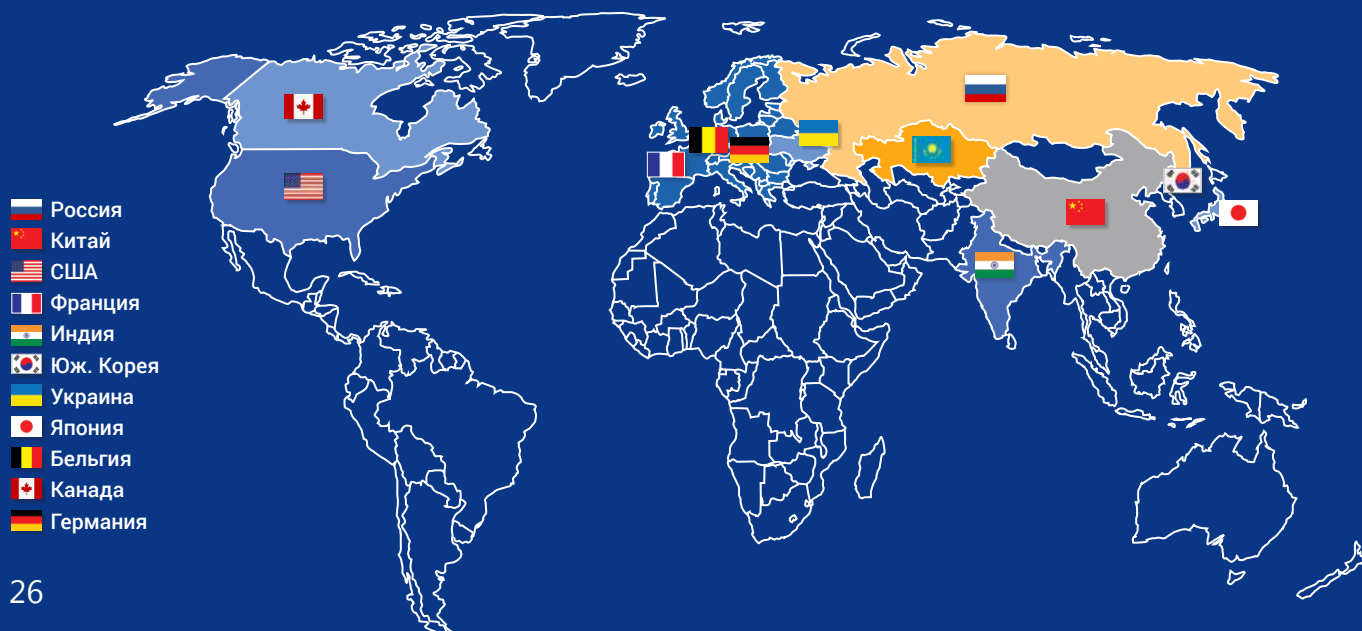 Россия
Китай
США
Франция
Индия
Юж. Корея
Украина
Япония
Бельгия
Канада
Германия
26